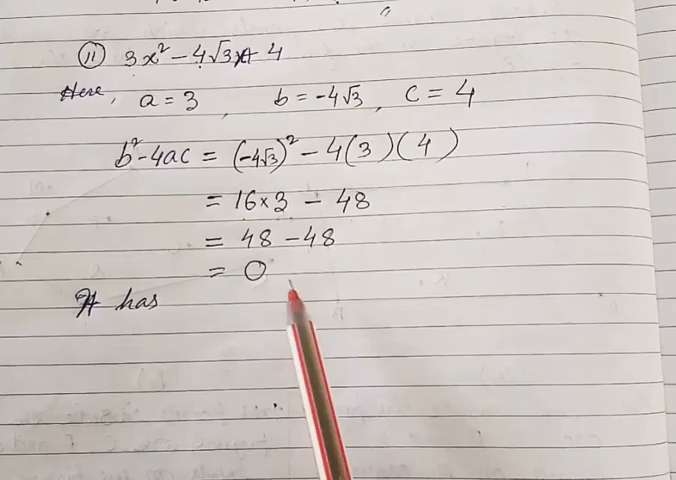 (ii) 3x² - 4√3x + 4
Here, a = 3, b = -4√3, c = 4
b² - 4ac = (-4√3)² - 4(3)(4)
= 16×3 - 48
= 48 - 48
= 0
It has